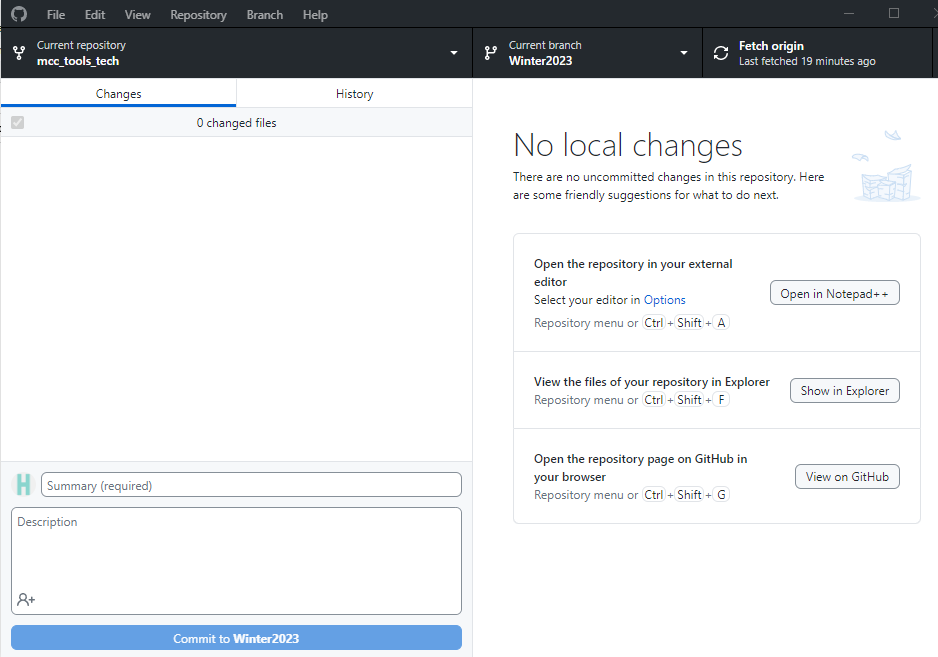 File Edit View Repository Branch Help
Current repository
mcc_tools_tech
Current branch
Winter2023
Fetch origin
Last fetched 19 minutes ago
Changes
History
0 changed files
No local changes
There are no uncommitted changes in this repository. Here
are some friendly suggestions for what to do next.
Open the repository in your external
editor
Select your editor in Options
Repository menu or Ctrl + Shift + A
Open in Notepad++
View the files of your repository in Explorer
Repository menu or Ctrl + Shift + F
Show in Explorer
Open the repository page on GitHub in
your browser
Repository menu or Ctrl + Shift + G
View on GitHub
H
Summary (required)
Description
Commit to Winter2023